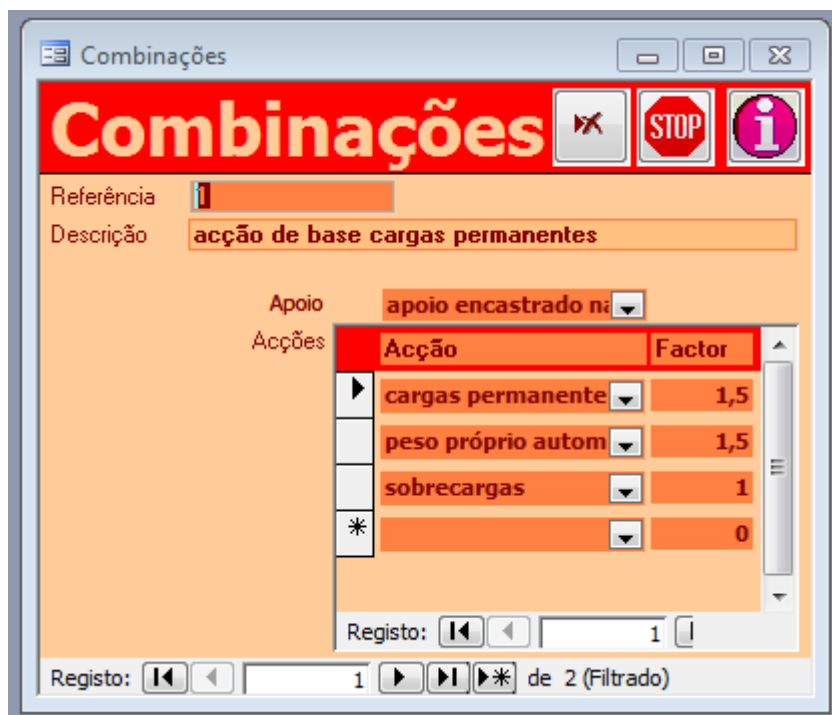 Combinações
Combinações STOP i
Referência 1
Descrição acção de base cargas permanentes
Apoio apoio encastrado na
Acções Acção Factor
cargas permanente 1,5
peso próprio autom 1,5
sobrecargas 1
0
Registo: 1
Registo: 1 de 2 (Filtrado)